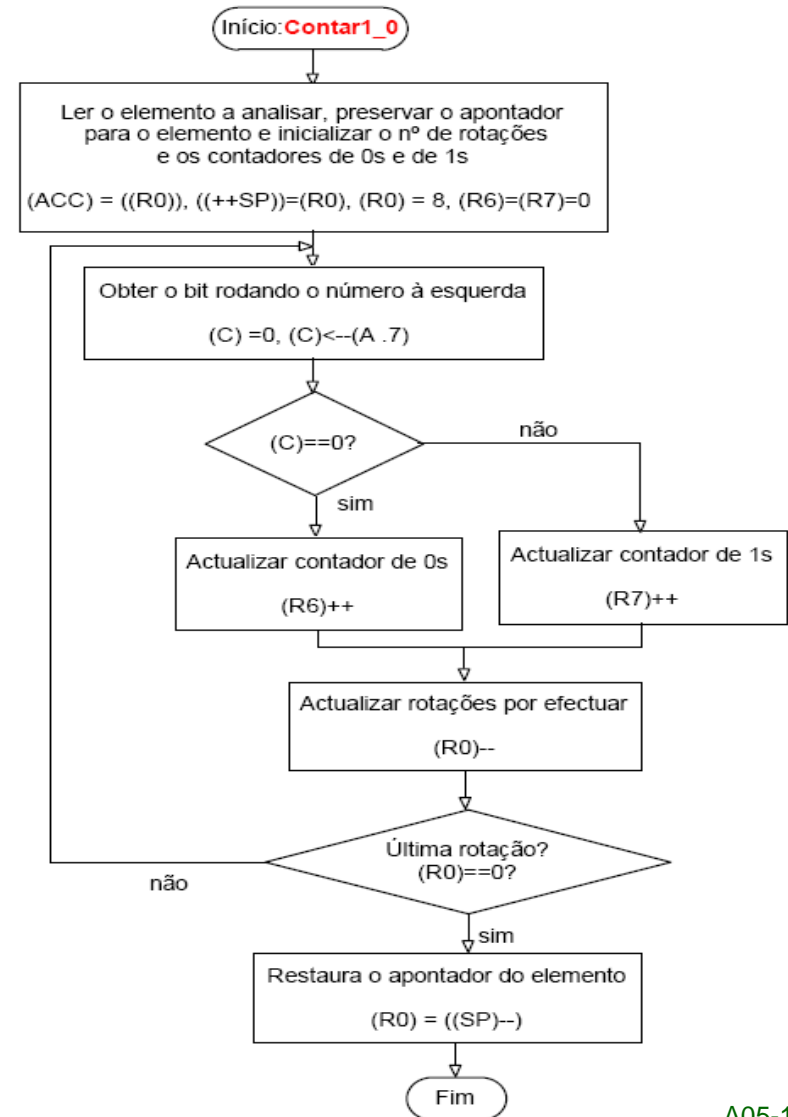 Início:Contar1_0
Ler o elemento a analisar, preservar o apontador
para o elemento e inicializar o nº de rotações
e os contadores de 0s e de 1s
(ACC) = ((R0)), ((++SP))=(R0), (R0) = 8, (R6)=(R7)=0
Obter o bit rodando o número à esquerda
(C) =0, (C)<--(A .7)
(C)==0?
não
sim
Actualizar contador de 0s
(R6)++
Actualizar contador de 1s
(R7)++
Actualizar rotações por efectuar
(R0)--
Última rotação?
(R0)==0?
não
sim
Restaura o apontador do elemento
(R0) = ((SP)--)
Fim